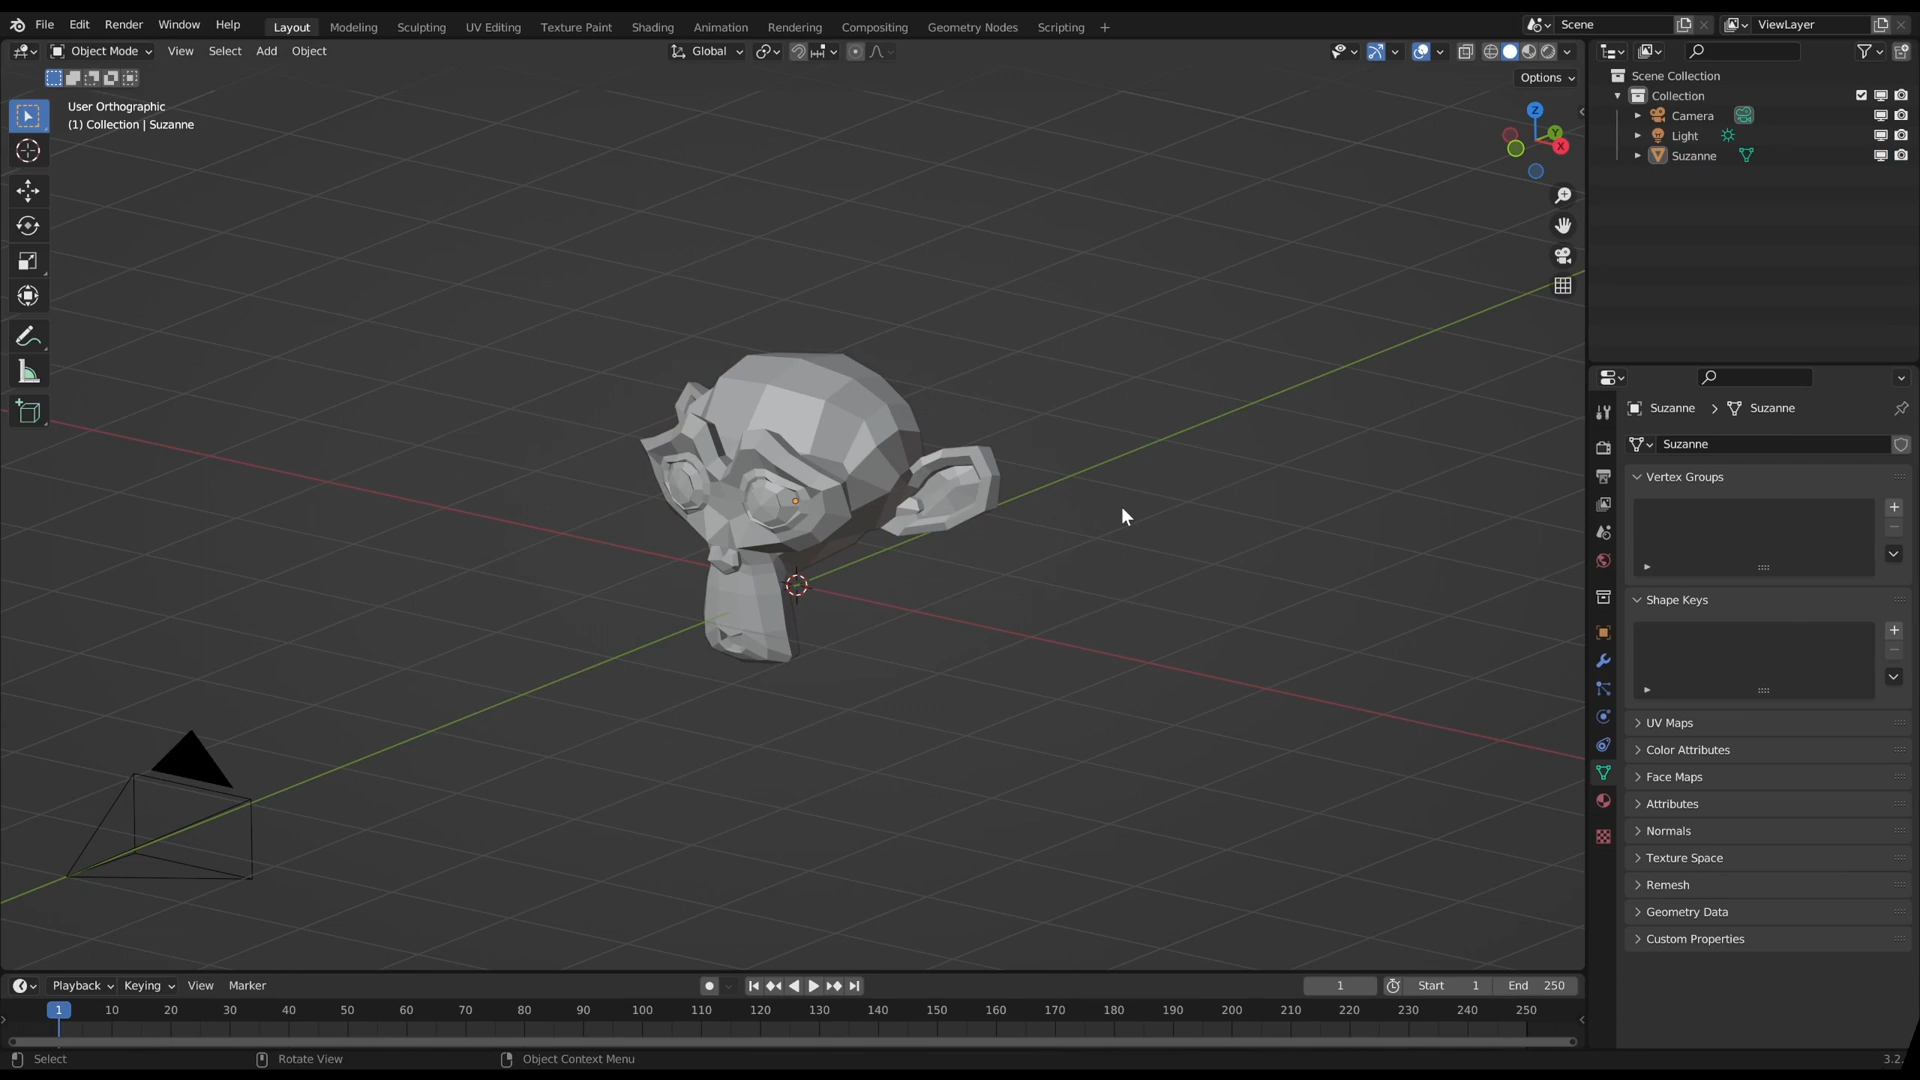 File Edit Render Window Help Layout Modeling Sculpting UV Editing Texture Paint Shading Animation Rendering Compositing Geometry Nodes Scripting + Scene ViewLayer
Object Mode View Select Add Object Global
Options
User Orthographic
(1) Collection | Suzanne
Z
Y
X
Scene Collection
Collection
Camera
Light
Suzanne
Suzanne > Suzanne
Suzanne
Vertex Groups
Shape Keys
UV Maps
Color Attributes
Face Maps
Attributes
Normals
Texture Space
Remesh
Geometry Data
Custom Properties
Playback Keying View Marker 1 Start 1 End 250
1 10 20 30 40 50 60 70 80 90 100 110 120 130 140 150 160 170 180 190 200 210 220 230 240 250
Select Rotate View Object Context Menu 3.2.